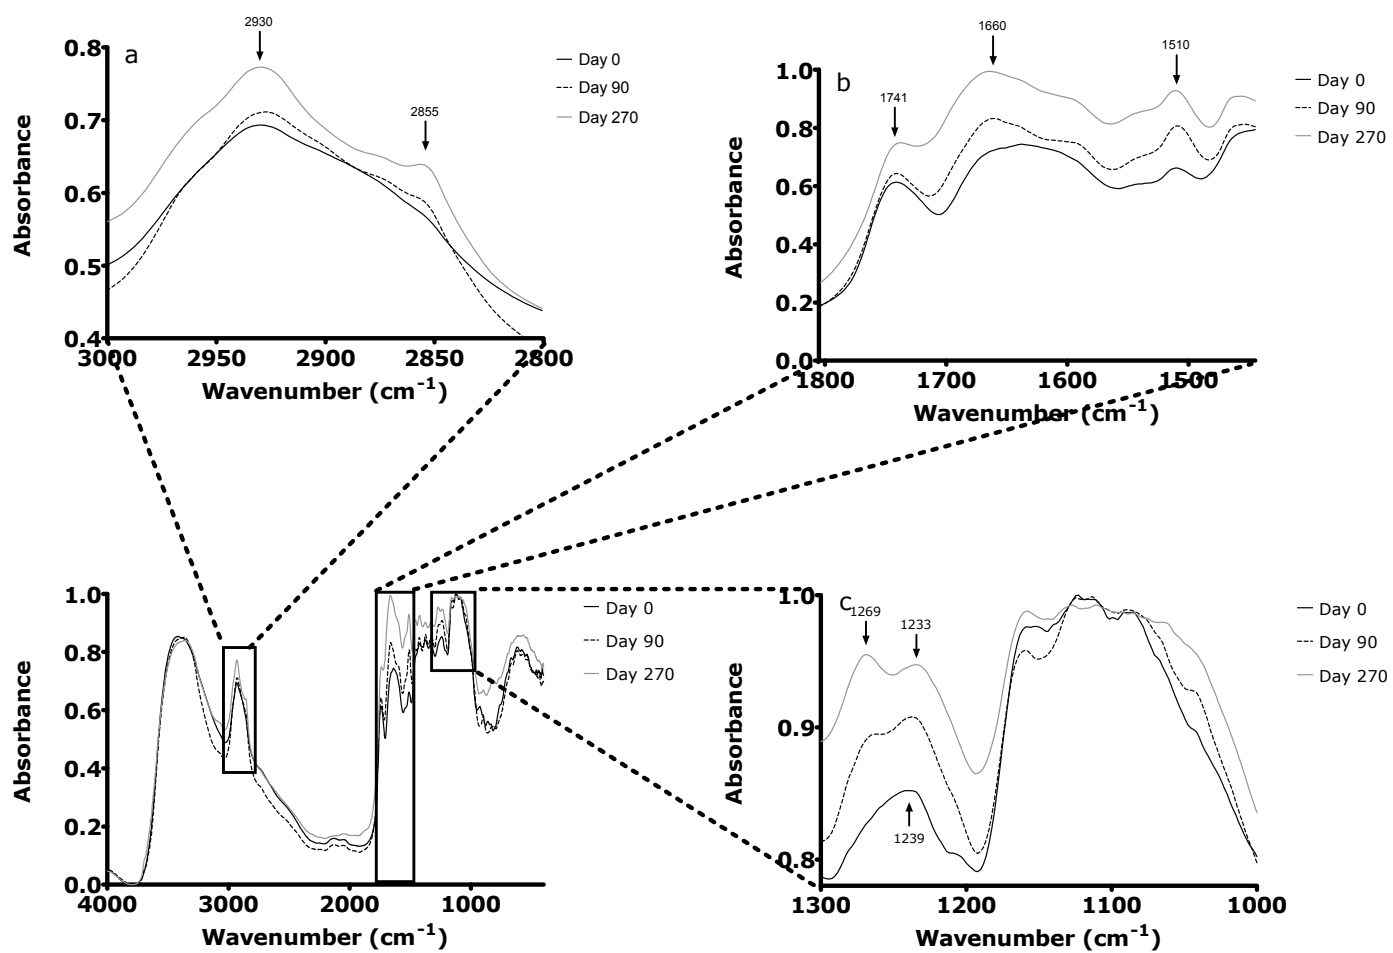 2930
a
2855
Day 0
Day 90
Day 270
0.8
0.7
0.6
0.5
0.4
Absorbance
3000 2950 2900 2850 2800
Wavenumber (cm-1)
1660
1510
1741
b
Day 0
Day 90
Day 270
1.0
0.8
0.6
0.4
0.2
0.0
Absorbance
1800 1700 1600 1500
Wavenumber (cm-1)
Day 0
Day 90
Day 270
1.0
0.8
0.6
0.4
0.2
0.0
Absorbance
4000 3000 2000 1000
Wavenumber (cm-1)
c
1269
1233
1239
Day 0
Day 90
Day 270
1.0
0.9
0.8
Absorbance
1300 1200 1100 1000
Wavenumber (cm-1)